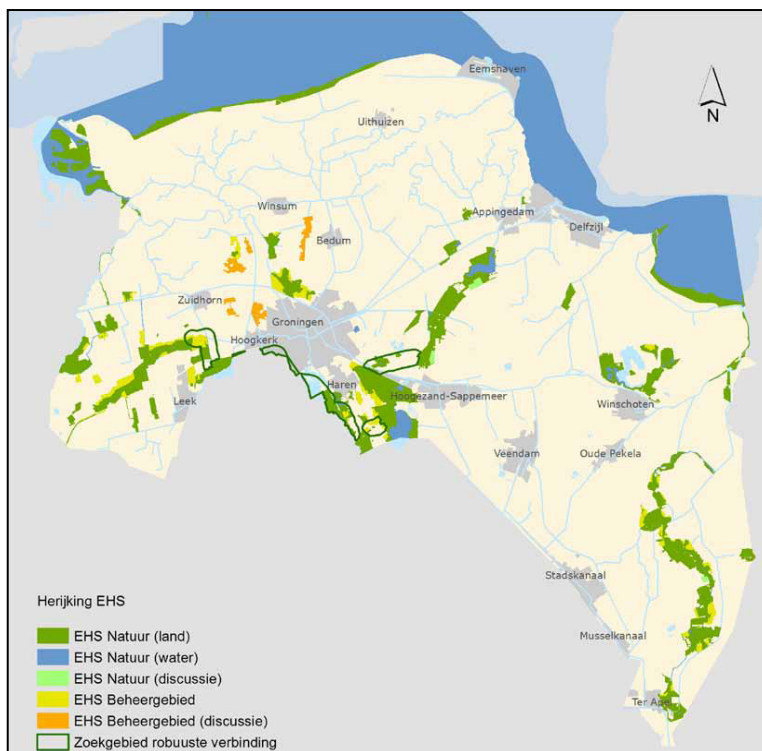 Eemshaven
N
Uithuizen
Winsum
Appingedam
Bedum
Delfzijl
Zuidhorn
Groningen
Hoogkerk
Haren
Leek
Hoogezand-Sappemeer
Winschoten
Veendam
Oude Pekela
Stadskanaal
Musselkanaal
Ter Apel
Herijking EHS
EHS Natuur (land)
EHS Natuur (water)
EHS Natuur (discussie)
EHS Beheergebied
EHS Beheergebied (discussie)
Zoekgebied robuuste verbinding